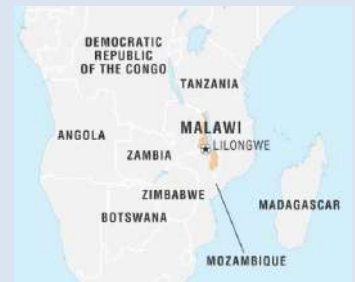 DEMOCRATIC
REPUBLIC
OF THE CONGO
TANZANIA
MALAWI
LILONGWE
ANGOLA
ZAMBIA
ZIMBABWE
MADAGASCAR
BOTSWANA
MOZAMBIQUE